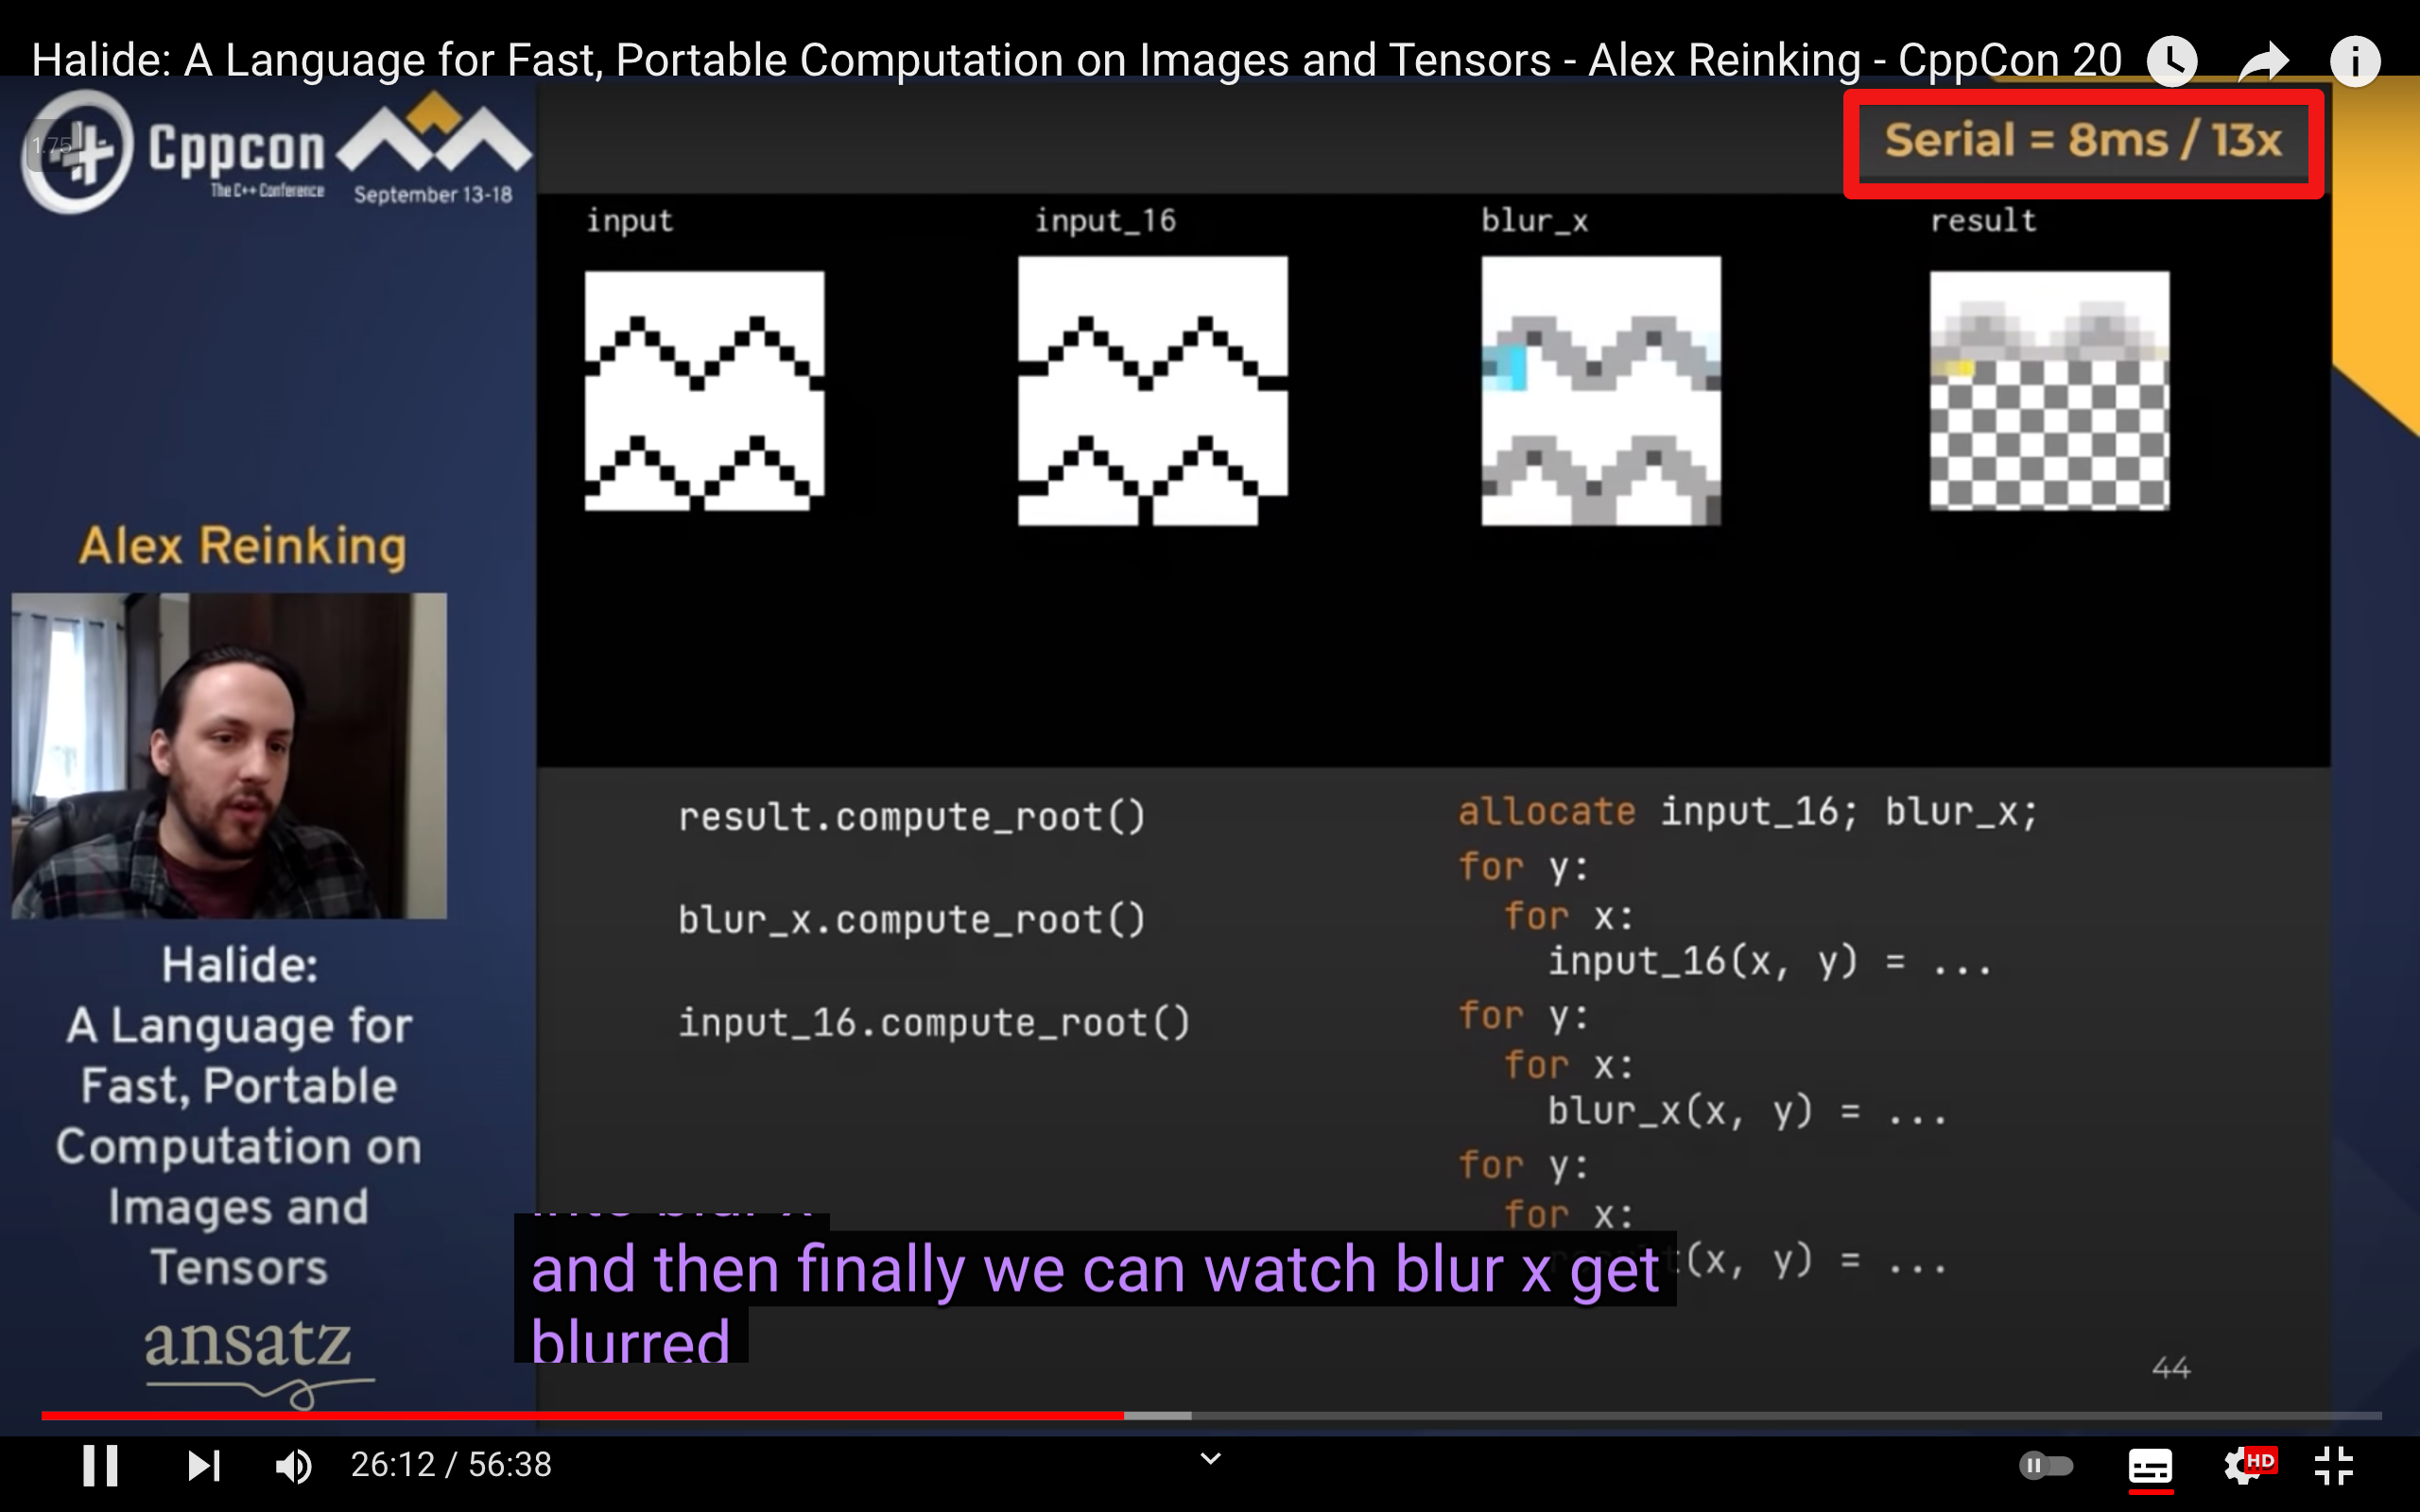 Halide: A Language for Fast, Portable Computation on Images and Tensors - Alex Reinking - CppCon 20
1.75
Cppcon
The C++ Conference
September 13-18
Serial = 8ms / 13x
input
input_16
blur_x
result
Alex Reinking
Halide:
A Language for
Fast, Portable
Computation on
Images and
Tensors
ansatz
result.compute_root()
blur_x.compute_root()
input_16.compute_root()
allocate input_16; blur_x;
for y:
for x:
input_16(x, y) = ...
for y:
for x:
blur_x(x, y) = ...
for y:
for x:
(x, y) = ...
and then finally we can watch blur x get
blurred
44
26:12 / 56:38
HD